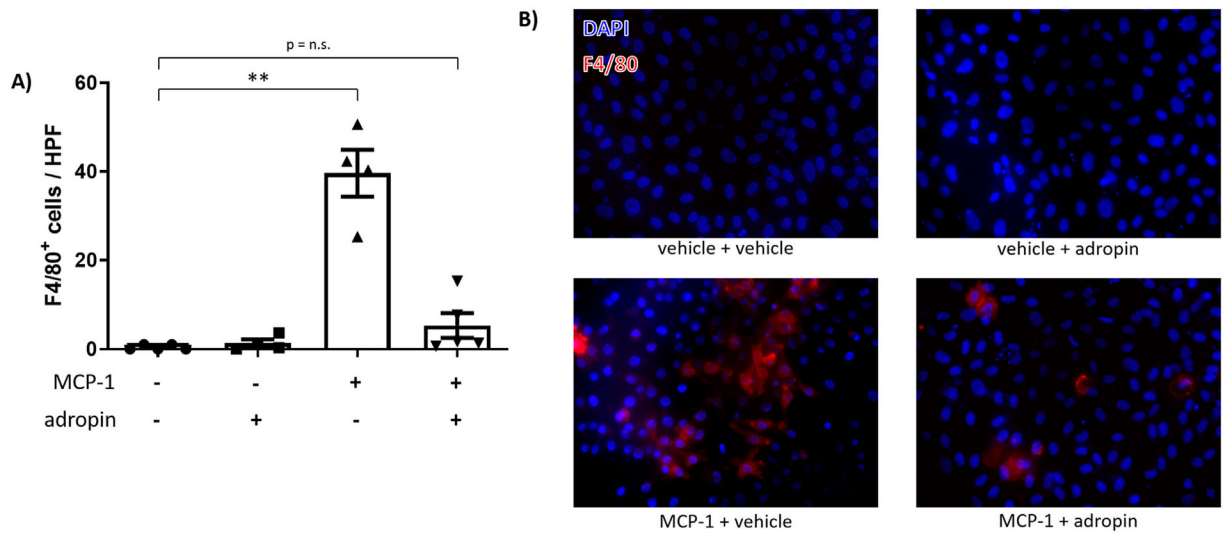 A)
p = n.s.
**
F4/80+ cells / HPF
60
40
20
0
MCP-1 - - + +
adropin - + - +
B)
DAPI
F4/80
vehicle + vehicle
vehicle + adropin
MCP-1 + vehicle
MCP-1 + adropin